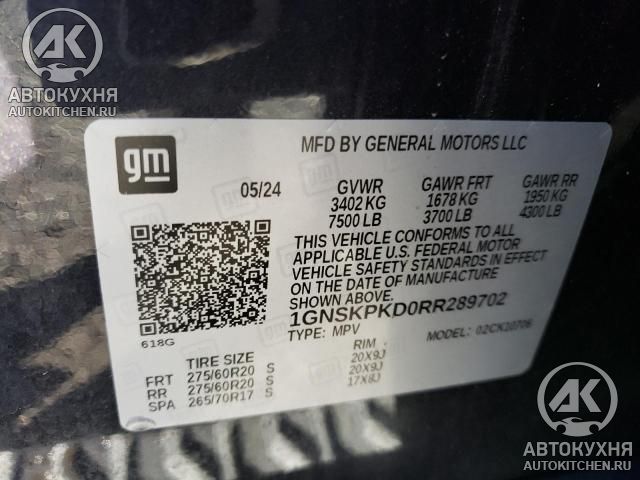 АК
АВТОКУХНЯ
AUTOKITCHEN.RU
gm
MFD BY GENERAL MOTORS LLC
05/24
GVWR
3402 KG
7500 LB
GAWR FRT
1678 KG
3700 LB
GAWR RR
1950 KG
4300 LB
THIS VEHICLE CONFORMS TO ALL
APPLICABLE U.S. FEDERAL MOTOR
VEHICLE SAFETY STANDARDS IN EFFECT
ON THE DATE OF MANUFACTURE
SHOWN ABOVE.
1GNSKPKD0RR289702
TYPE: MPV
MODEL: 02CK10706
618G
TIRE SIZE
RIM
FRT 275/60R20 S 20X9J
RR 275/60R20 S 20X9J
SPA 265/70R17 S 17X8J
АК
АВТОКУХНЯ
AUTOKITCHEN.RU